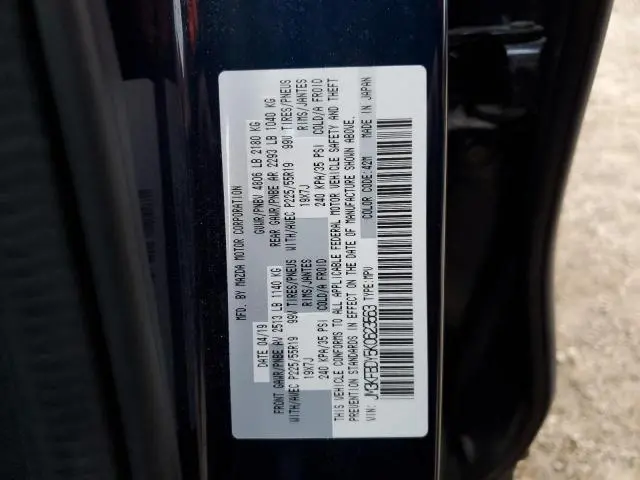 MFD. BY MAZDA MOTOR CORPORATION
DATE 04/19 GVWR/PNBV 4806 LB 2180 KG
FRONT GAWR/PNBE AV 2513 LB 1140 KG REAR GAWR/PNBE AR 2293 LB 1040 KG
WITH/AVEC P225/55R19 99V TIRES/PNEUS WITH/AVEC P225/55R19 99V TIRES/PNEUS
19X7J RIMS/JANTES 19X7J RIMS/JANTES
240 KPA/35 PSI COLD/A FROID 240 KPA/35 PSI COLD/A FROID
THIS VEHICLE CONFORMS TO ALL APPLICABLE FEDERAL MOTOR VEHICLE SAFETY AND THEFT
PREVENTION STANDARDS IN EFFECT ON THE DATE OF MANUFACTURE SHOWN ABOVE.
VIN: JM3KFBDY5K0623563 TYPE:MPV COLOR CODE:42M MADE IN JAPAN